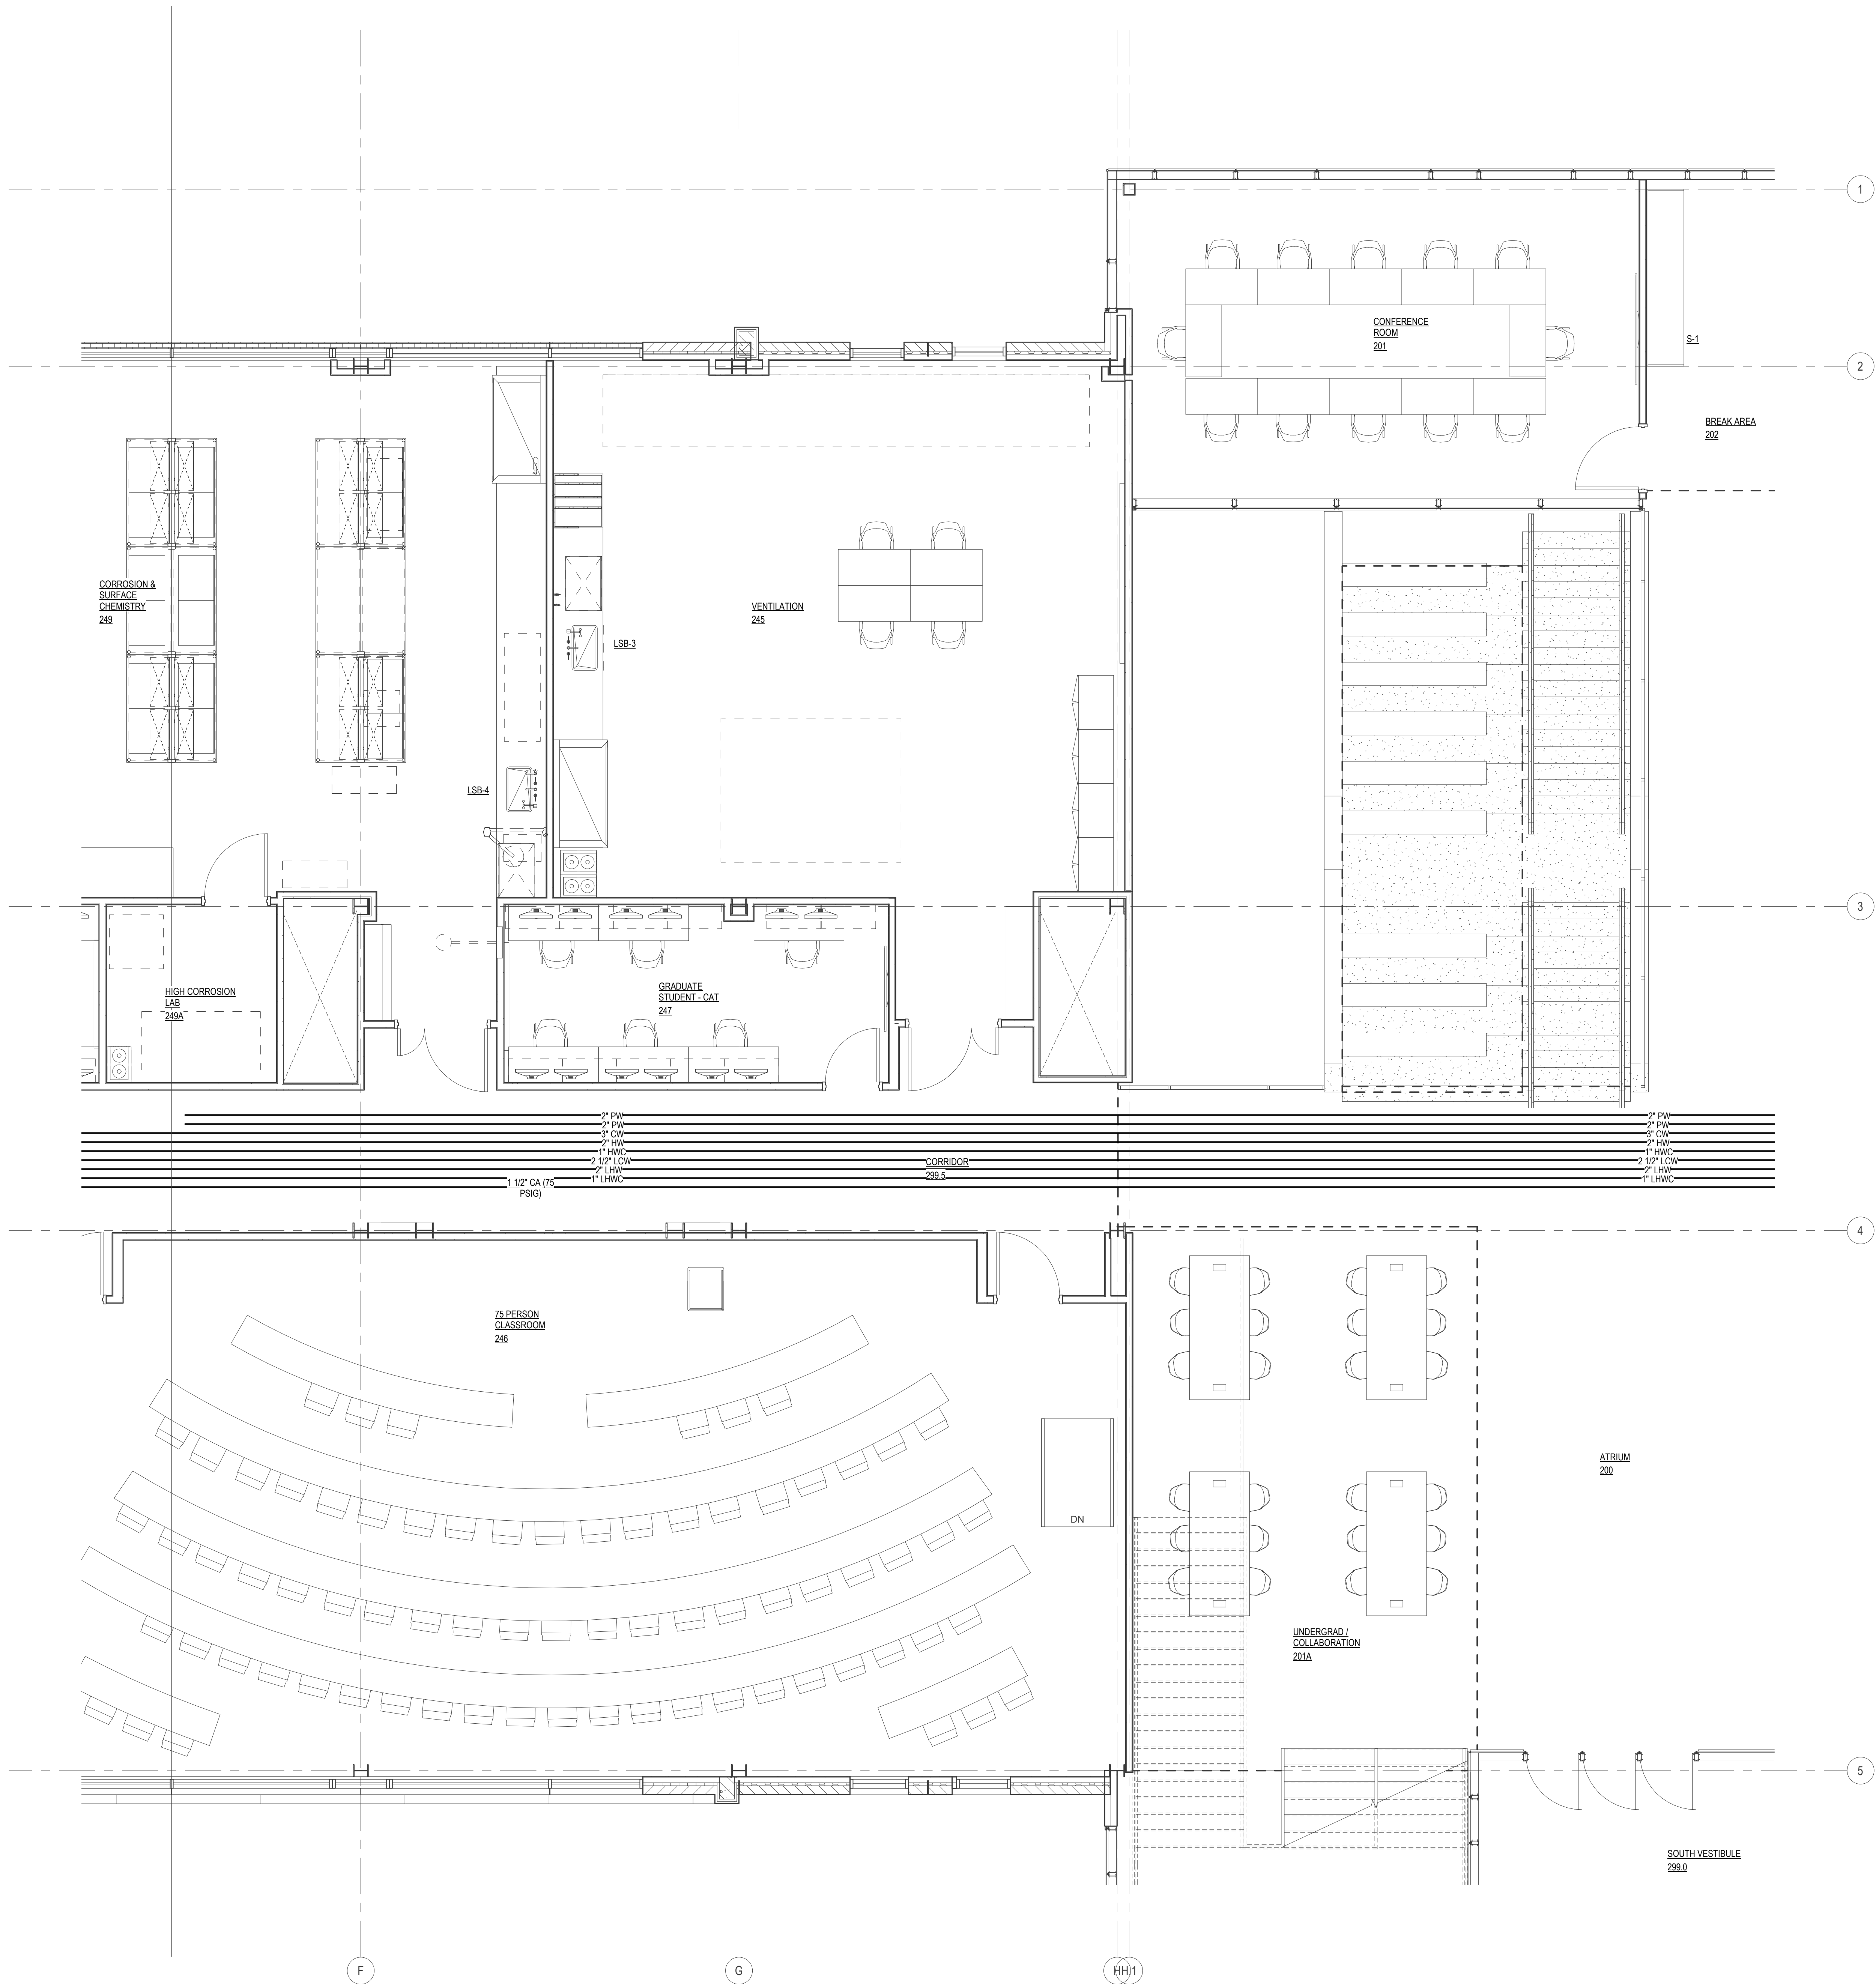 1
CONFERENCE
ROOM
201
S-1
2
BREAK AREA
202
CORROSION &
SURFACE
CHEMISTRY
249
VENTILATION
245
LSB-3
LSB-4
3
HIGH CORROSION
LAB
249A
GRADUATE
STUDENT - CAT
247
2" PW
2" PW
2" PW
2" PW
3" CW
3" CW
2" HW
2" HW
1" HWC
1" HWC
2 1/2" LCW
CORRIDOR
299.5
2 1/2" LCW
2" LHW
2" LHW
1" LHWC
1" LHWC
1 1/2" CA (75
PSIG)
4
75 PERSON
CLASSROOM
246
ATRIUM
200
DN
UNDERGRAD /
COLLABORATION
201A
5
SOUTH VESTIBULE
299.0
F
G
H
H.1